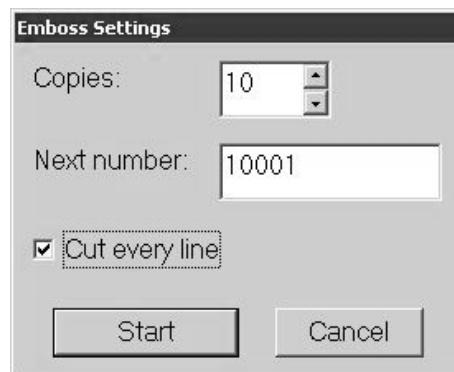 Emboss Settings
Copies: 10
Next number: 10001
Cut every line
Start Cancel